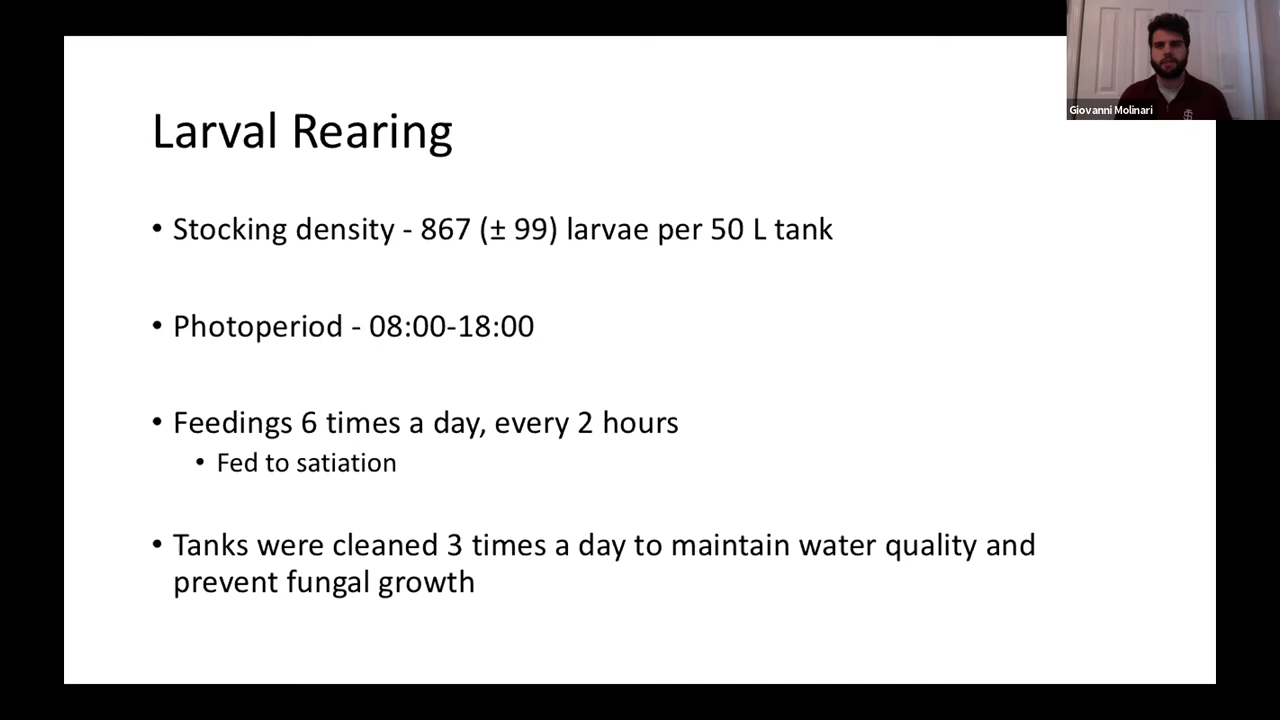 Giovanni Molinari
Larval Rearing
• Stocking density - 867 (± 99) larvae per 50 L tank
• Photoperiod - 08:00-18:00
• Feedings 6 times a day, every 2 hours
• Fed to satiation
• Tanks were cleaned 3 times a day to maintain water quality and
prevent fungal growth